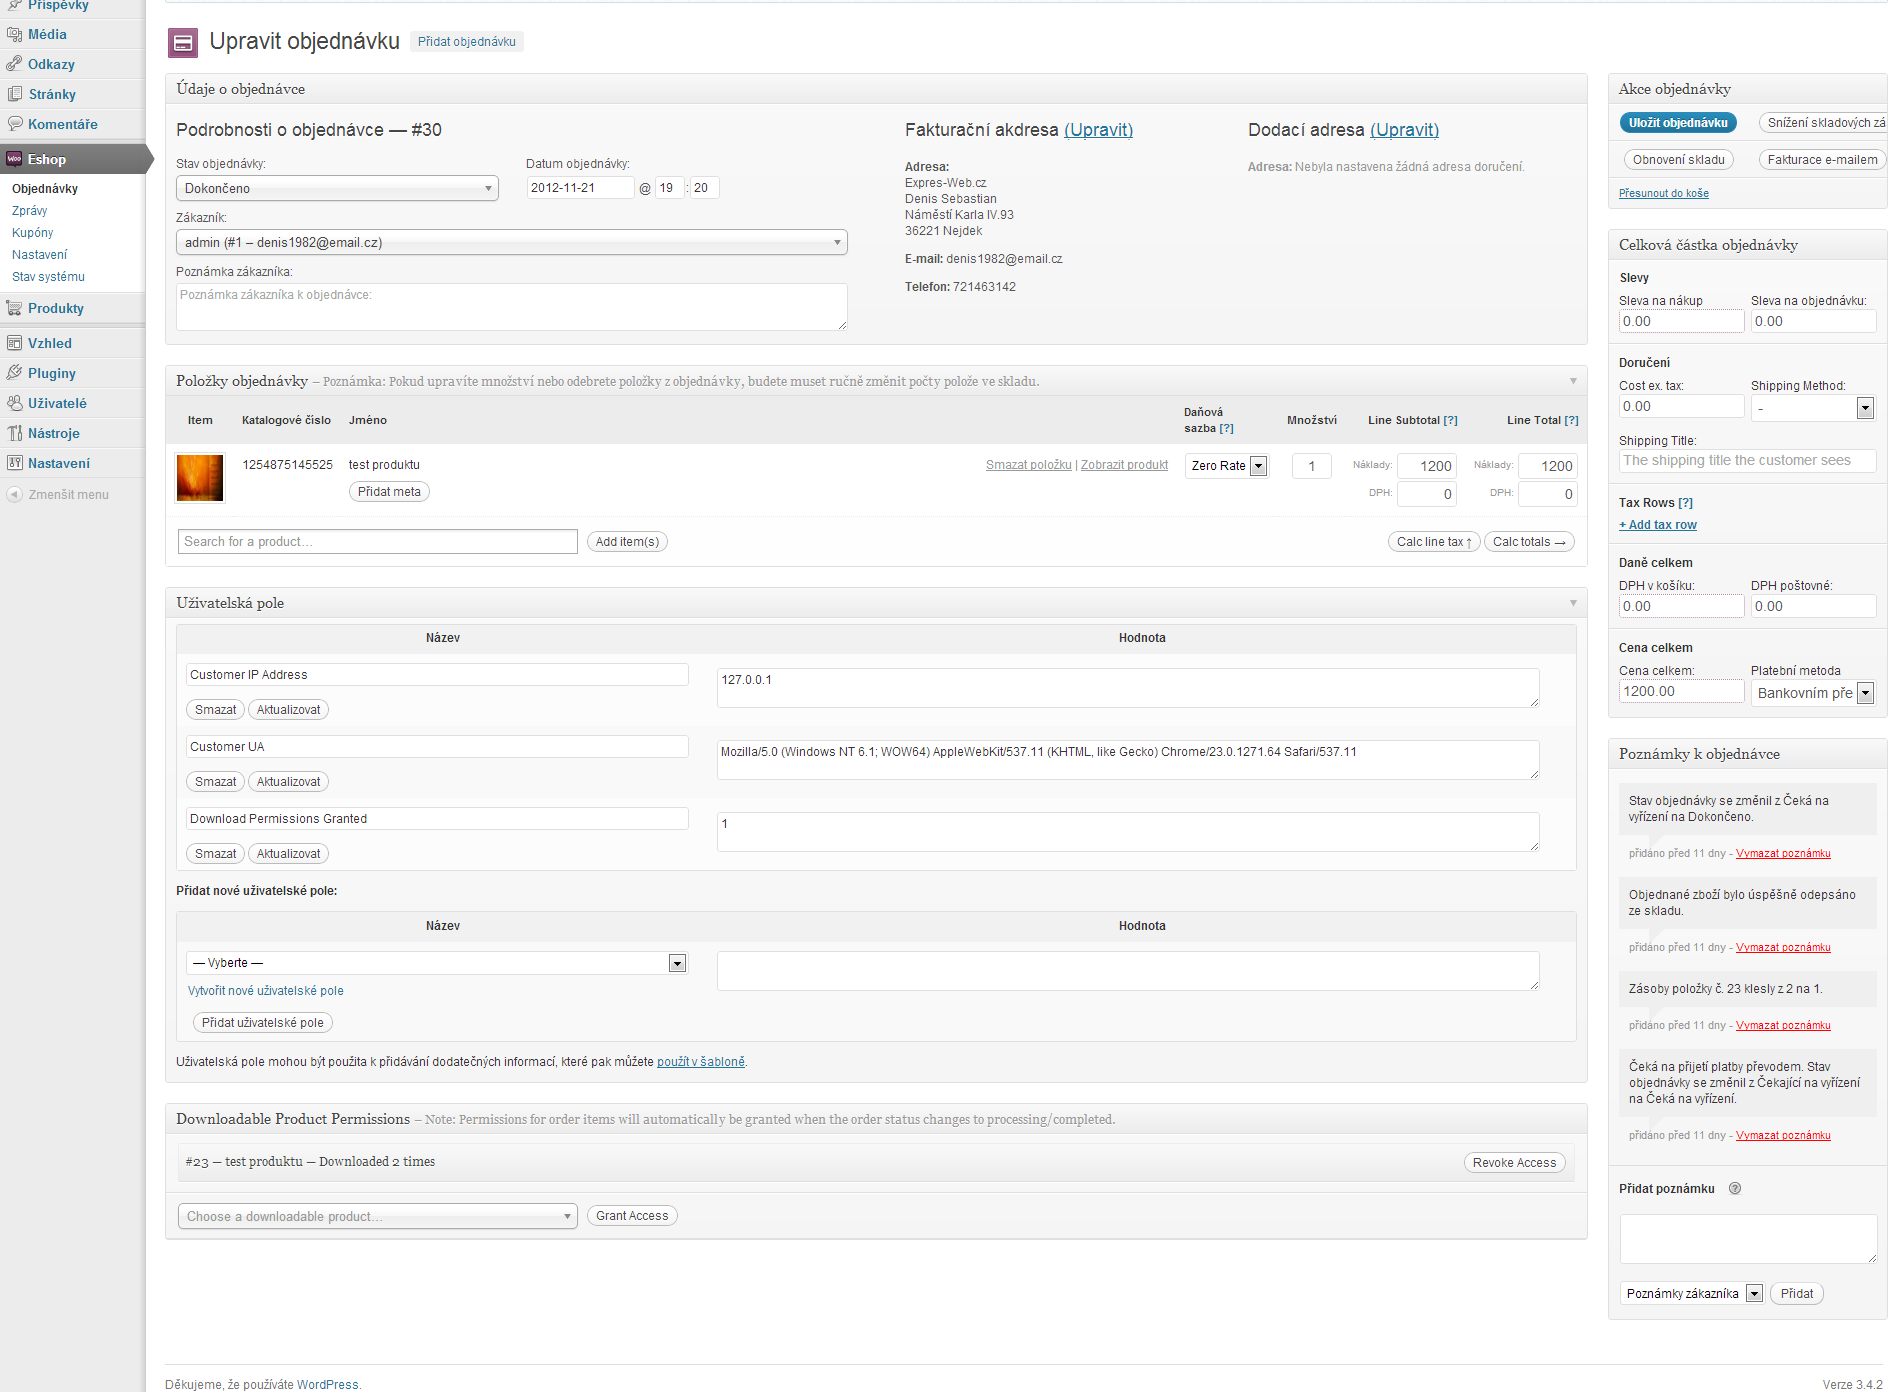 Příspěvky
Média
Odkazy
Stránky
Komentáře
Eshop
Objednávky
Zprávy
Kupóny
Nastavení
Stav systému
Produkty
Vzhled
Pluginy
Uživatelé
Nástroje
Nastavení
Zmenšit menu
Upravit objednávku Přidat objednávku
Údaje o objednávce
Podrobnosti o objednávce — #30
Stav objednávky: Datum objednávky:
Dokončeno 2012-11-21 @ 19 : 20
Zákazník:
admin (#1 – denis1982@email.cz)
Poznámka zákazníka:
Poznámka zákazníka k objednávce:
Fakturační akdresa (Upravit)
Adresa:
Expres-Web.cz
Denis Sebastian
Náměstí Karla IV.93
36221 Nejdek
E-mail: denis1982@email.cz
Telefon: 721463142
Dodací adresa (Upravit)
Adresa: Nebyla nastavena žádná adresa doručení.
Položky objednávky – Poznámka: Pokud upravíte množství nebo odebrete položky z objednávky, budete muset ručně změnit počty polože ve skladu.
Item Katalogové číslo Jméno Daňová sazba [?] Množství Line Subtotal [?] Line Total [?]
1254875145525 test produktu Smazat položku | Zobrazit produkt Zero Rate 1 Náklady: 1200 Náklady: 1200
Přidat meta DPH: 0 DPH: 0
Search for a product... Add item(s) Calc line tax ↑ Calc totals →
Uživatelská pole
Název Hodnota
Customer IP Address 127.0.0.1
Smazat Aktualizovat
Customer UA Mozilla/5.0 (Windows NT 6.1; WOW64) AppleWebKit/537.11 (KHTML, like Gecko) Chrome/23.0.1271.64 Safari/537.11
Smazat Aktualizovat
Download Permissions Granted 1
Smazat Aktualizovat
Přidat nové uživatelské pole:
Název Hodnota
— Vyberte —
Vytvořit nové uživatelské pole
Přidat uživatelské pole
Uživatelská pole mohou být použita k přidávání dodatečných informací, které pak můžete použít v šabloně.
Downloadable Product Permissions – Note: Permissions for order items will automatically be granted when the order status changes to processing/completed.
#23 — test produktu — Downloaded 2 times Revoke Access
Choose a downloadable product... Grant Access
Akce objednávky
Uložit objednávku Snížení skladových zá
Obnovení skladu Fakturace e-mailem
Přesunout do koše
Celková částka objednávky
Slevy
Sleva na nákup Sleva na objednávku:
0.00 0.00
Doručení
Cost ex. tax: Shipping Method:
0.00 -
Shipping Title:
The shipping title the customer sees
Tax Rows [?]
+ Add tax row
Daně celkem
DPH v košíku: DPH poštovné:
0.00 0.00
Cena celkem
Cena celkem: Platební metoda
1200.00 Bankovním pře
Poznámky k objednávce
Stav objednávky se změnil z Čeká na
vyřízení na Dokončeno.
přidáno před 11 dny - Vymazat poznámku
Objednané zboží bylo úspěšně odepsáno
ze skladu.
přidáno před 11 dny - Vymazat poznámku
Zásoby položky č. 23 klesly z 2 na 1.
přidáno před 11 dny - Vymazat poznámku
Čeká na přijetí platby převodem. Stav
objednávky se změnil z Čekající na vyřízení
na Čeká na vyřízení.
přidáno před 11 dny - Vymazat poznámku
Přidat poznámku ?
Poznámky zákazníka Přidat
Děkujeme, že používáte WordPress. Verze 3.4.2